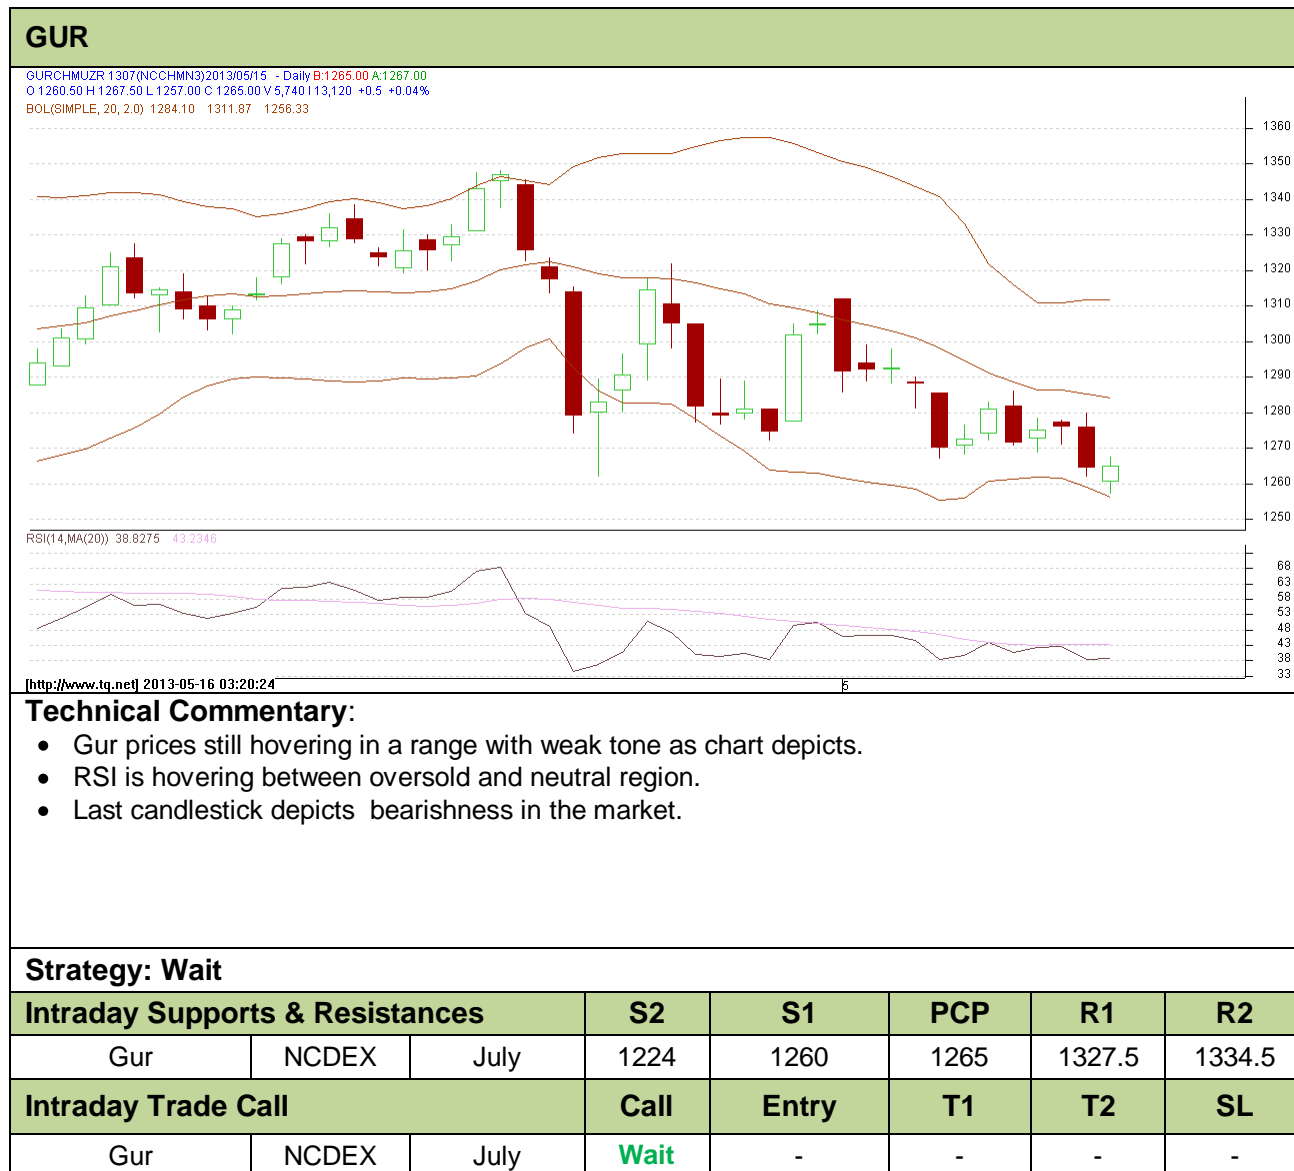 GUR
GURCHMUZR 1307(NCCHMN3)2013/05/15 - Daily B:1265.00 A:1267.00
O 1260.50 H 1267.50 L 1257.00 C 1265.00 V 5,740 I 13,120 +0.5 +0.04%
BOL(SIMPLE, 20, 2.0) 1284.10 1311.87 1256.33
1360
1350
1340
1330
1320
1310
1300
1290
1280
1270
1260
1250
RSI(14,MA(20)) 38.8275 43.2346
68
63
58
53
48
43
38
33
[http://www.tq.net] 2013-05-16 03:20:24
5
Technical Commentary:
• Gur prices still hovering in a range with weak tone as chart depicts.
• RSI is hovering between oversold and neutral region.
• Last candlestick depicts  bearishness in the market.
Strategy: Wait
Intraday Supports & Resistances S2 S1 PCP R1 R2
Gur NCDEX July 1224 1260 1265 1327.5 1334.5
Intraday Trade Call Call Entry T1 T2 SL
Gur NCDEX July Wait - - - -